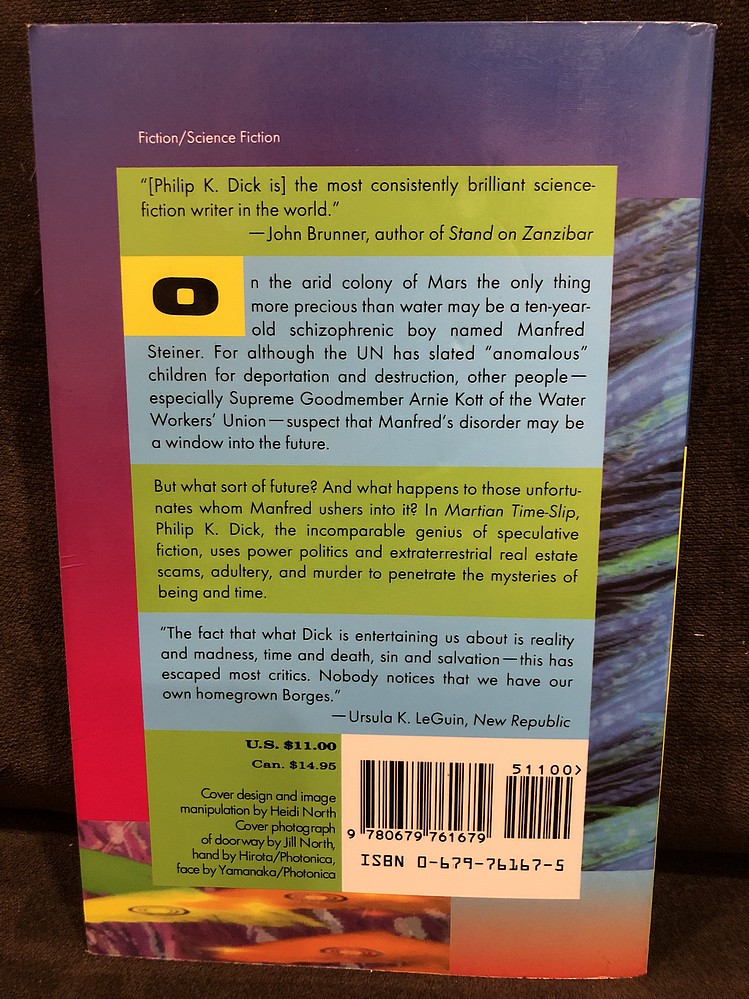 Fiction/Science Fiction
“[Philip K. Dick is] the most consistently brilliant science-
fiction writer in the world.”
—John Brunner, author of Stand on Zanzibar
On the arid colony of Mars the only thing
more precious than water may be a ten-year-
old schizophrenic boy named Manfred
Steiner. For although the UN has slated “anomalous”
children for deportation and destruction, other people—
especially Supreme Goodmember Arnie Kott of the Water
Workers’ Union—suspect that Manfred’s disorder may be
a window into the future.
But what sort of future? And what happens to those unfortu-
nates whom Manfred ushers into it? In Martian Time-Slip,
Philip K. Dick, the incomparable genius of speculative
fiction, uses power politics and extraterrestrial real estate
scams, adultery, and murder to penetrate the mysteries of
being and time.
“The fact that what Dick is entertaining us about is reality
and madness, time and death, sin and salvation—this has
escaped most critics. Nobody notices that we have our
own homegrown Borges.”
—Ursula K. LeGuin, New Republic
U.S. $11.00
Can. $14.95
Cover design and image
manipulation by Heidi North
Cover photograph
of doorway by Jill North,
hand by Hirota/Photonica,
face by Yamanaka/Photonica
51100>
9 780679 761679
ISBN 0-679-76167-5